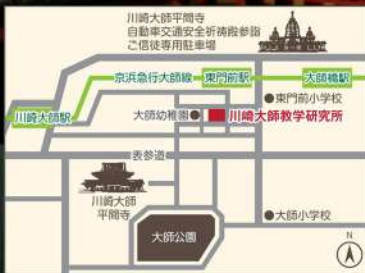 川崎大師平間寺
自動車交通安全祈祷殿参詣
ご信徒専用駐車場
京浜急行大師線
東門前駅
大師橋駅
川崎大師駅
●東門前小学校
大師幼稚園●
川崎大師教学研究所
表参道
川崎大師
平間寺
大師公園
●大師小学校
N